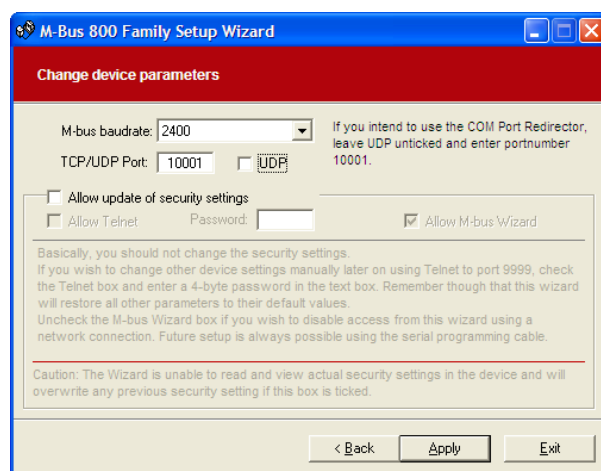 M-Bus 800 Family Setup Wizard
Change device parameters
M-bus baudrate: 2400
If you intend to use the COM Port Redirector,
leave UDP unticked and enter portnumber
10001.
TCP/UDP Port: 10001 UDP
Allow update of security settings
Allow Telnet Password: Allow M-bus Wizard
Basically, you should not change the security settings.
If you wish to change other device settings manually later on using Telnet to port 9999, check
the Telnet box and enter a 4-byte password in the text box. Remember though that this wizard
will restore all other parameters to their default values.
Uncheck the M-bus Wizard box if you wish to disable access from this wizard using a
network connection. Future setup is always possible using the serial programming cable.
Caution: The Wizard is unable to read and view actual security settings in the device and will
overwrite any previous security setting if this box is ticked.
< Back Apply Exit